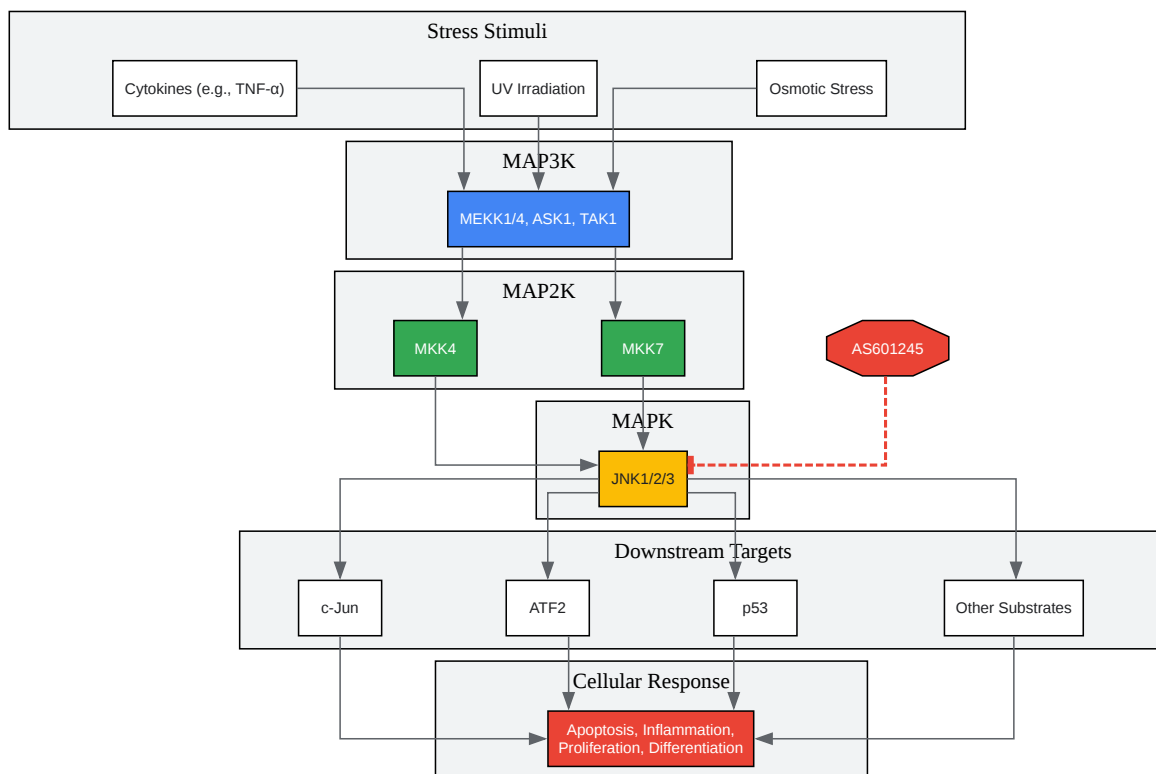 Stress Stimuli
Cytokines (e.g., TNF-α)
UV Irradiation
Osmotic Stress
MAP3K
MEKK1/4, ASK1, TAK1
MAP2K
MKK4
MKK7
AS601245
MAPK
JNK1/2/3
Downstream Targets
c-Jun
ATF2
p53
Other Substrates
Cellular Response
Apoptosis, Inflammation,
Proliferation, Differentiation